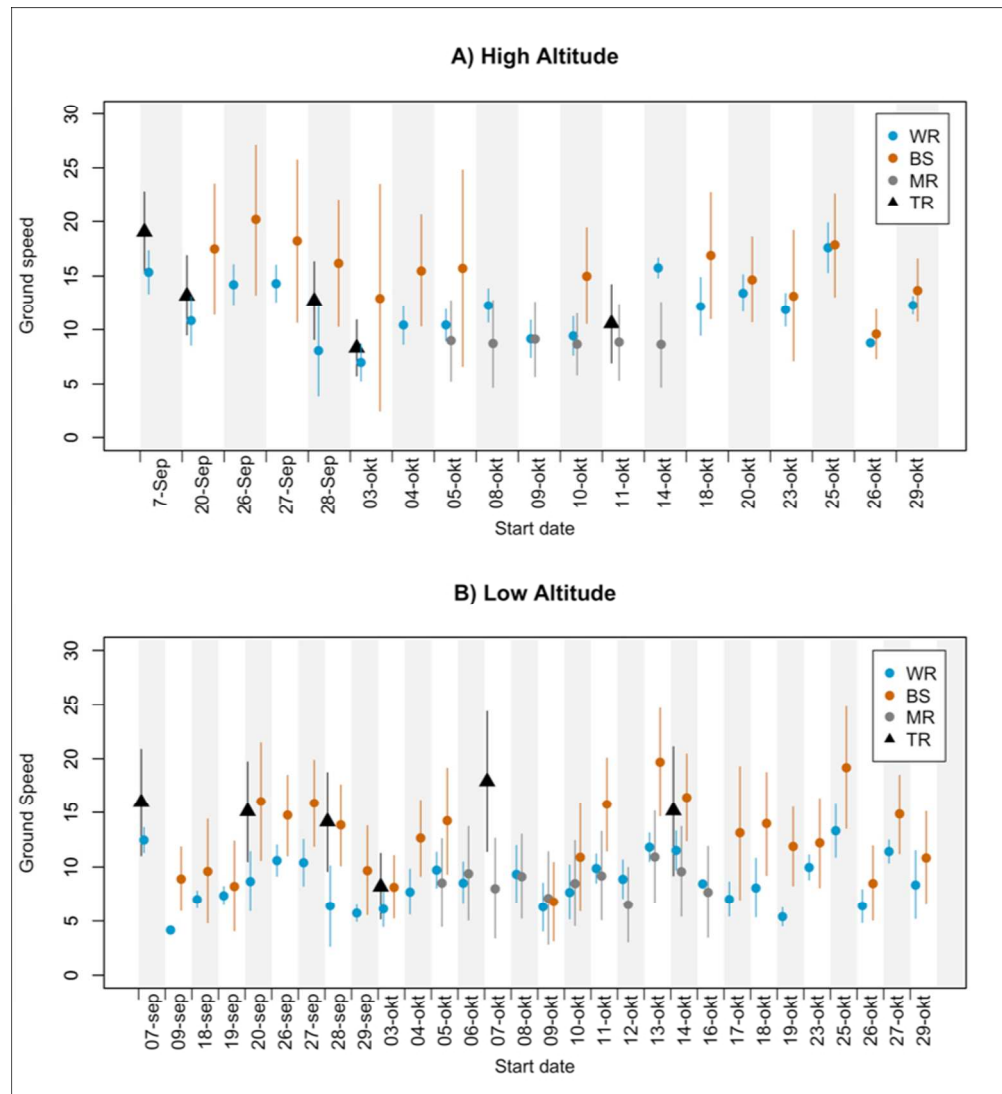 A) High Altitude
30
25
20
15
10
5
0
Ground speed
WR
BS
MR
TR
7-Sep
20-Sep
26-Sep
27-Sep
28-Sep
03-okt
04-okt
05-okt
08-okt
09-okt
10-okt
11-okt
14-okt
18-okt
20-okt
23-okt
25-okt
26-okt
29-okt
Start date
B) Low Altitude
30
25
20
15
10
5
0
Ground Speed
WR
BS
MR
TR
07-sep
09-sep
18-sep
19-sep
20-sep
26-sep
27-sep
28-sep
29-sep
03-okt
04-okt
05-okt
06-okt
07-okt
08-okt
09-okt
10-okt
11-okt
12-okt
13-okt
14-okt
16-okt
17-okt
18-okt
19-okt
23-okt
25-okt
26-okt
27-okt
29-okt
Start date